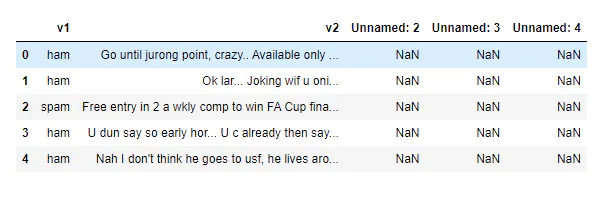 v1 v2 Unnamed: 2 Unnamed: 3 Unnamed: 4
0 ham Go until jurong point, crazy.. Available only ... NaN NaN NaN
1 ham Ok lar... Joking wif u oni... NaN NaN NaN
2 spam Free entry in 2 a wkly comp to win FA Cup fina... NaN NaN NaN
3 ham U dun say so early hor... U c already then say... NaN NaN NaN
4 ham Nah I don't think he goes to usf, he lives aro... NaN NaN NaN